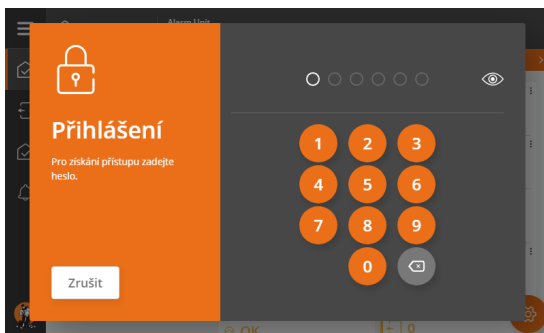 Alarm Unit
Přihlášení
Pro získání přístupu zadejte
heslo.
Zrušit
1 2 3
4 5 6
7 8 9
0
OK
0